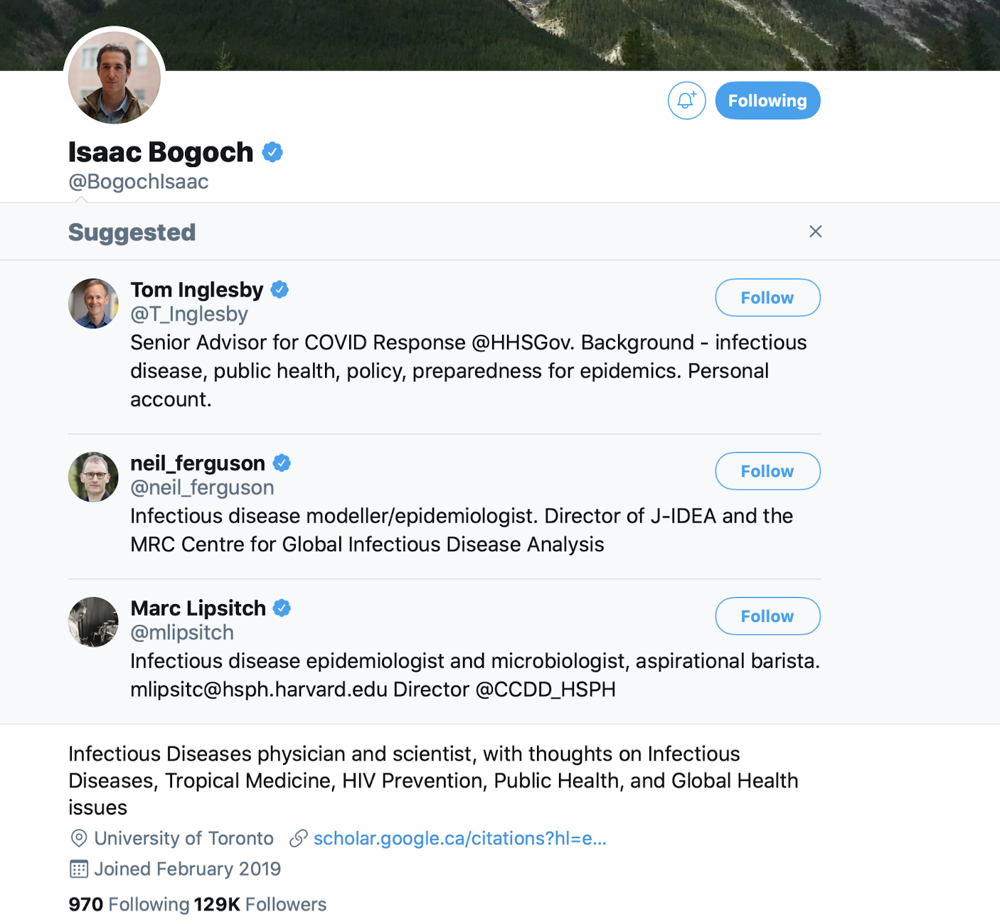 Following
Isaac Bogoch
@BogochIsaac
Suggested
Tom Inglesby
@T_Inglesby
Follow
Senior Advisor for COVID Response @HHSGov. Background - infectious
disease, public health, policy, preparedness for epidemics. Personal
account.
neil_ferguson
@neil_ferguson
Follow
Infectious disease modeller/epidemiologist. Director of J-IDEA and the
MRC Centre for Global Infectious Disease Analysis
Marc Lipsitch
@mlipsitch
Follow
Infectious disease epidemiologist and microbiologist, aspirational barista.
mlipsitc@hsph.harvard.edu Director @CCDD_HSPH
Infectious Diseases physician and scientist, with thoughts on Infectious
Diseases, Tropical Medicine, HIV Prevention, Public Health, and Global Health
issues
University of Toronto scholar.google.ca/citations?hl=e...
Joined February 2019
970 Following 129K Followers